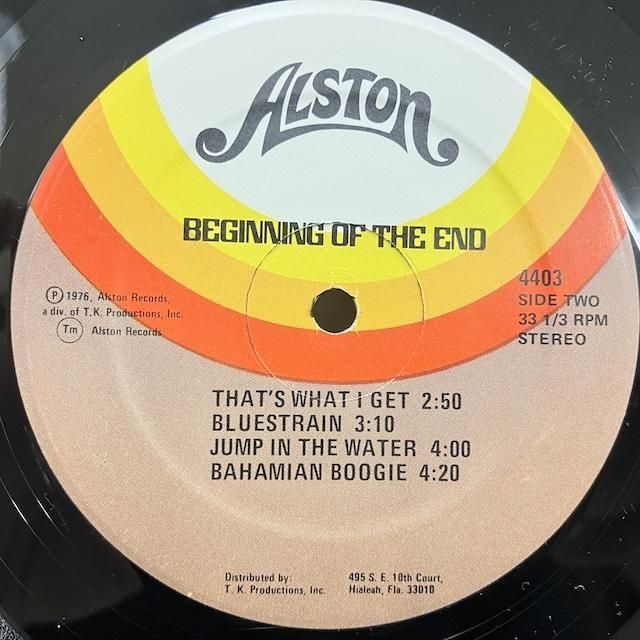 ALSTON
BEGINNING OF THE END
Ⓟ 1976, Alston Records,
a div. of T.K. Productions, Inc.
Tm Alston Records
4403
SIDE TWO
33 1/3 RPM
STEREO
THAT'S WHAT I GET 2:50
BLUESTRAIN 3:10
JUMP IN THE WATER 4:00
BAHAMIAN BOOGIE 4:20
Distributed by:
T. K. Productions, Inc.
495 S. E. 10th Court,
Hialeah, Fla. 33010